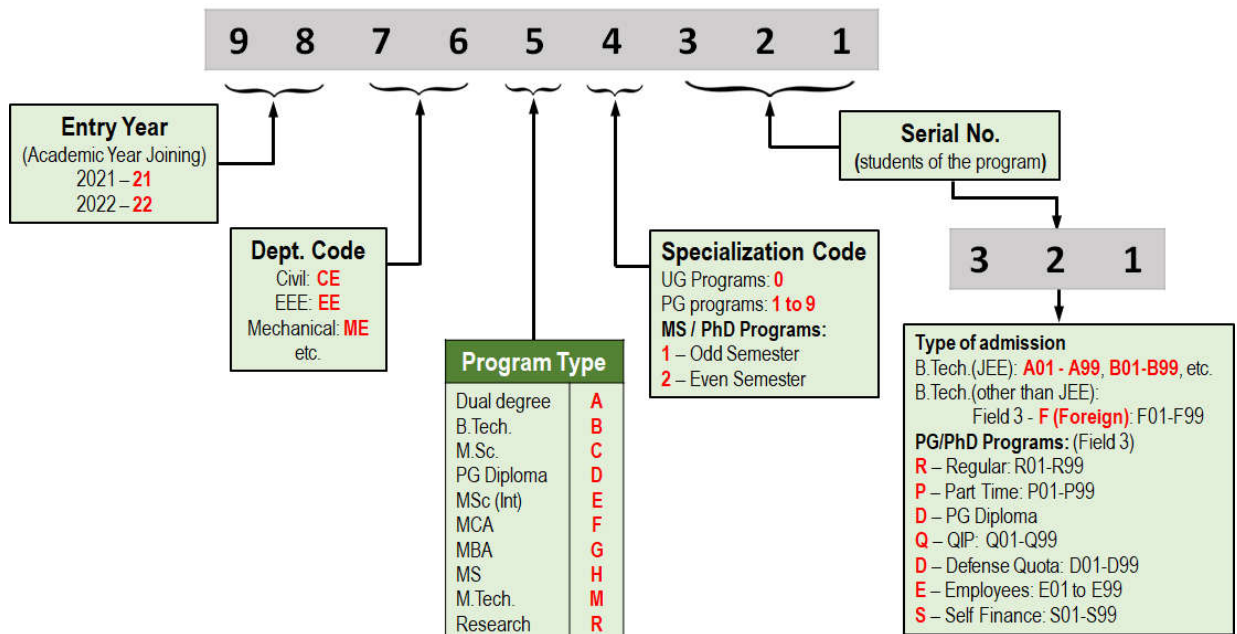 9 8 7 6 5 4 3 2 1
Entry Year
(Academic Year Joining)
2021 – 21
2022 – 22
Dept. Code
Civil: CE
EEE: EE
Mechanical: ME
etc.
Program Type
Dual degree A
B.Tech. B
M.Sc. C
PG Diploma D
MSc (Int) E
MCA F
MBA G
MS H
M.Tech. M
Research R
Specialization Code
UG Programs: 0
PG programs: 1 to 9
MS / PhD Programs:
1 – Odd Semester
2 – Even Semester
Serial No.
(students of the program)
3 2 1
Type of admission
B.Tech.(JEE): A01 - A99, B01-B99, etc.
B.Tech.(other than JEE):
Field 3 - F (Foreign): F01-F99
PG/PhD Programs: (Field 3)
R – Regular: R01-R99
P – Part Time: P01-P99
D – PG Diploma
Q – QIP: Q01-Q99
D – Defense Quota: D01-D99
E – Employees: E01 to E99
S – Self Finance: S01-S99